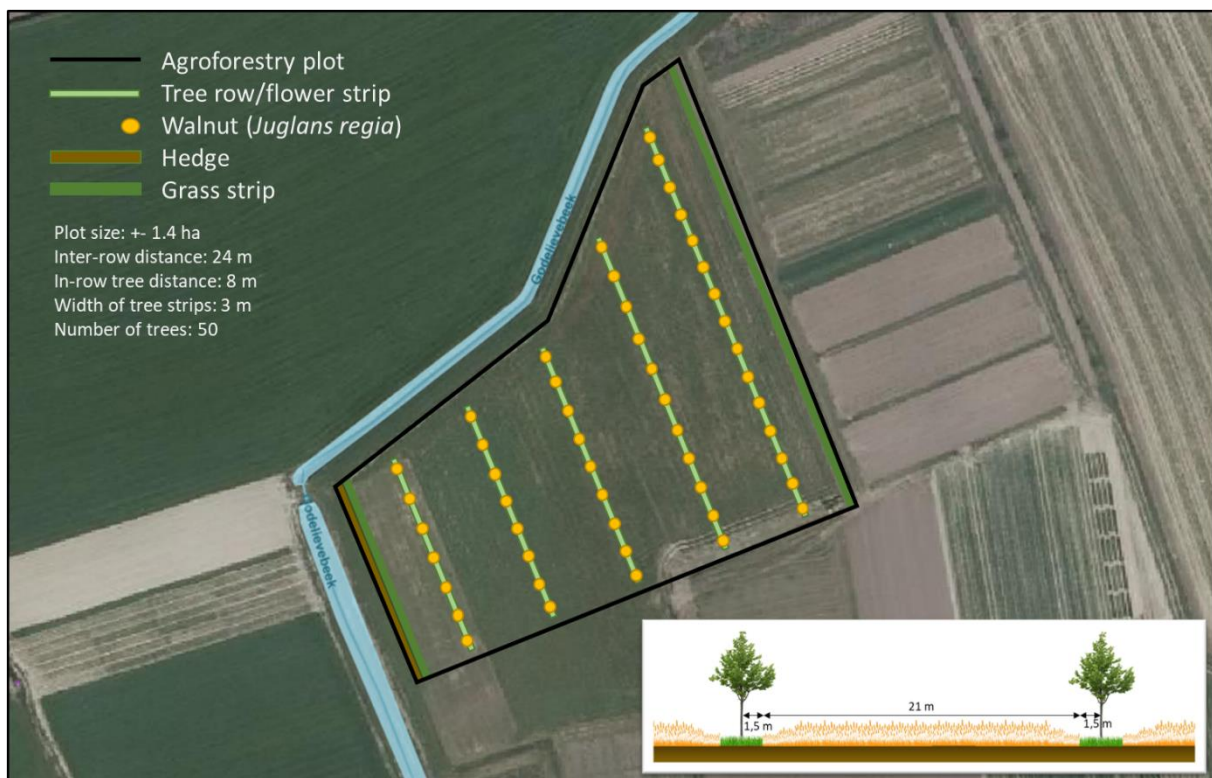 Agroforestry plot
Tree row/flower strip
Walnut (Juglans regia)
Hedge
Grass strip
Plot size: +- 1.4 ha
Inter-row distance: 24 m
In-row tree distance: 8 m
Width of tree strips: 3 m
Number of trees: 50
Godelievebeek
odelievebeek
21 m
1,5 m
1,5 m